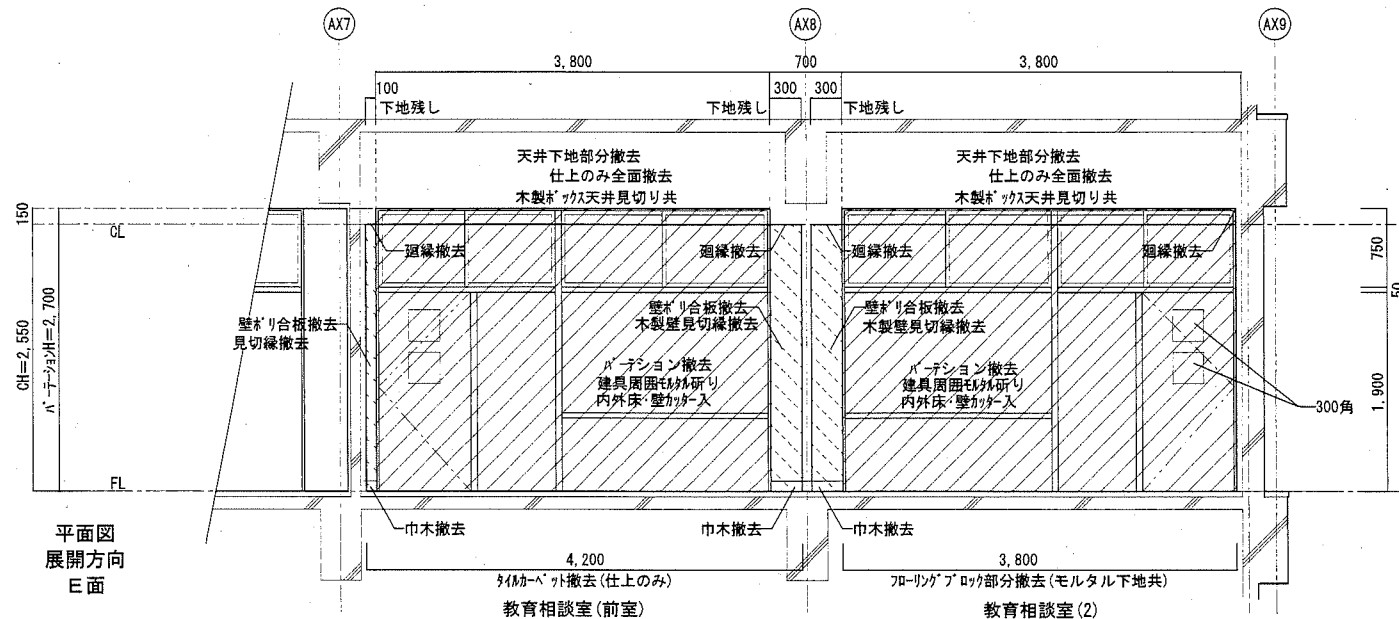 AX7
AX8
AX9
3,800
700
3,800
100
300
300
下地残し
下地残し
下地残し
天井下地部分撤去
仕上のみ全面撤去
木製ボックス天井見切り共
天井下地部分撤去
仕上のみ全面撤去
木製ボックス天井見切り共
150
CL
CH=2,550
パーテションH=2,700
FL
廻縁撤去
廻縁撤去
廻縁撤去
廻縁撤去
750
50
1,900
壁ポリ合板撤去
見切縁撤去
壁ポリ合板撤去
木製壁見切縁撤去
壁ポリ合板撤去
木製壁見切縁撤去
パーテション撤去
建具周囲モルタル斫り
内外床・壁カッター入
パーテション撤去
建具周囲モルタル斫り
内外床・壁カッター入
300角
巾木撤去
巾木撤去
巾木撤去
平面図
展開方向
E面
4,200
タイルカーペット撤去(仕上のみ)
教育相談室(前室)
3,800
フローリングブロック部分撤去(モルタル下地共)
教育相談室(2)